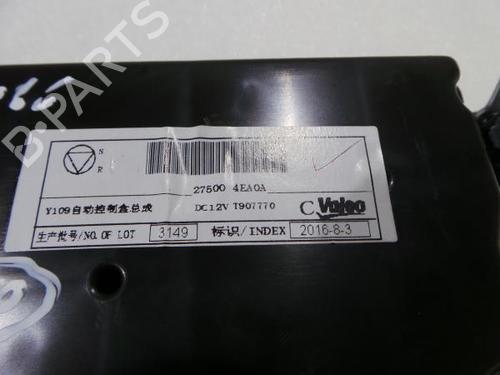 B-PARTS
S
R
27500 4EA0A
Y109自动控制盒总成 DC12V T907770 C Valeo
生产批号/NO.OF LOT 3149 标识/INDEX 2016-8-3